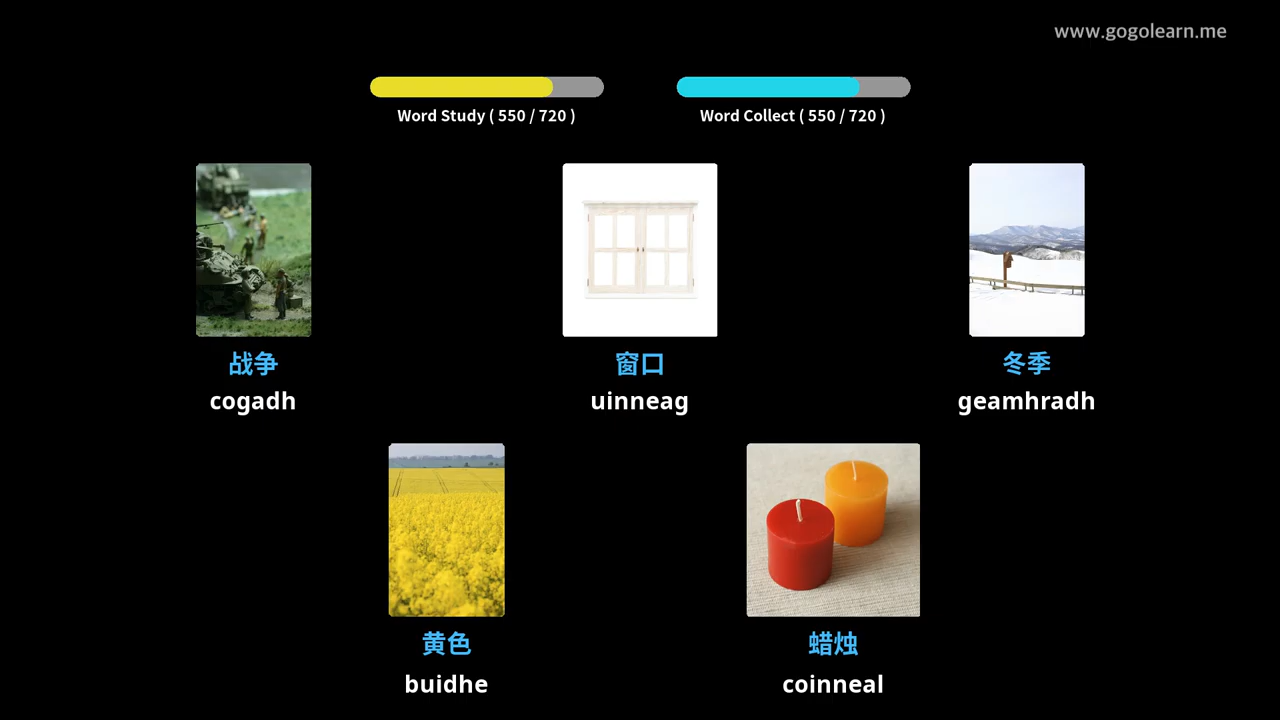 www.gogolearn.me
Word Study ( 550 / 720 )
Word Collect ( 550 / 720 )
战争
cogadh
窗口
uinneag
冬季
geamhradh
黄色
buidhe
蜡烛
coinneal